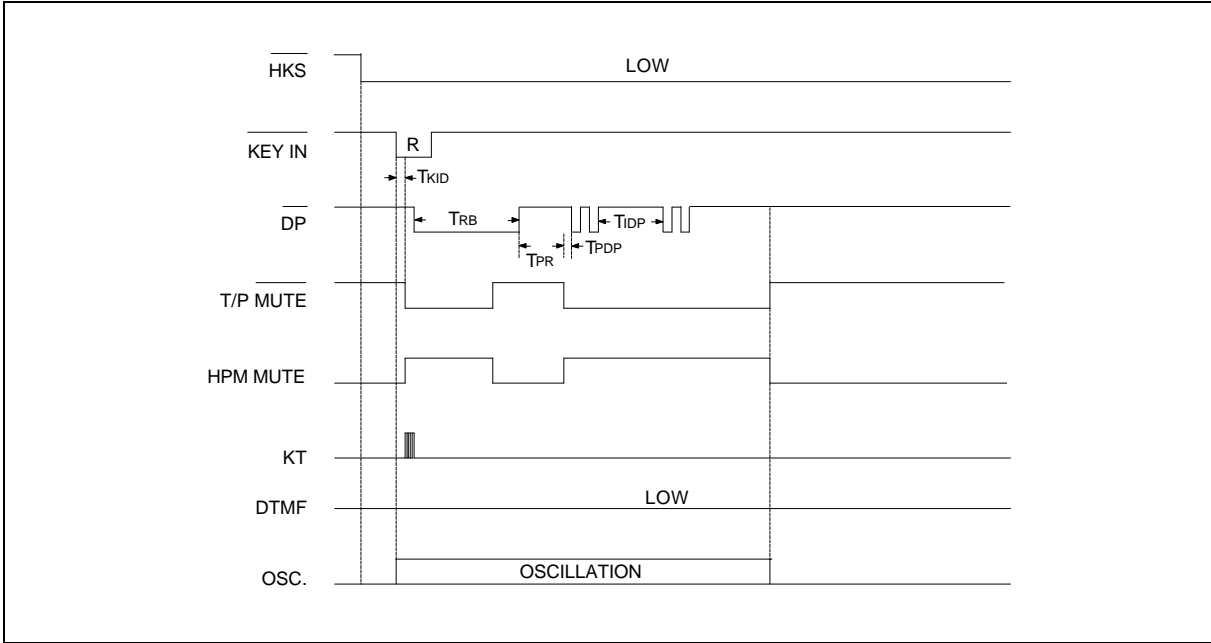 HKS
LOW
KEY IN
R
TKID
DP
TRB
TIDP
TPR
TPDP
T/P MUTE
HPM MUTE
KT
DTMF
LOW
OSC.
OSCILLATION